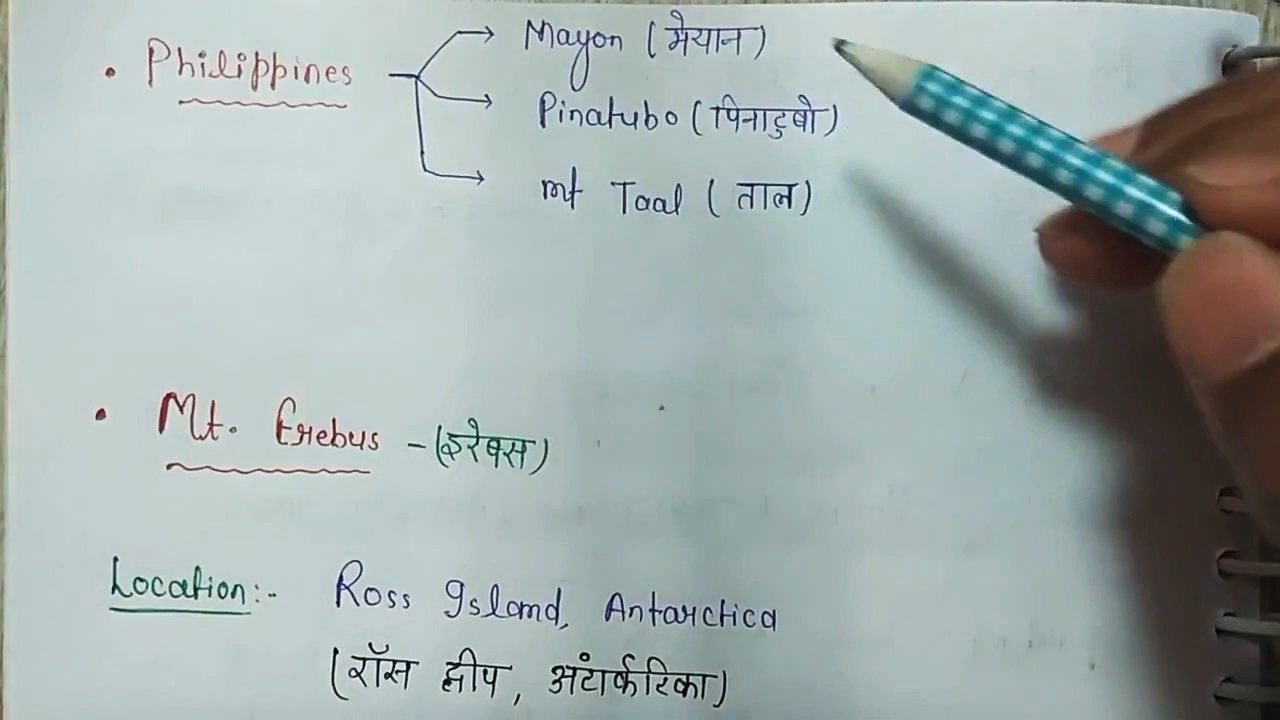 • Philippines → Mayon (मेयान)
→ Pinatubo (पिनाटुबो)
→ mt Taal (ताल)
• Mt. Erebus - (इरेबस)
Location:- Ross Island, Antarctica
(रॉस द्वीप, अंटार्कटिका)